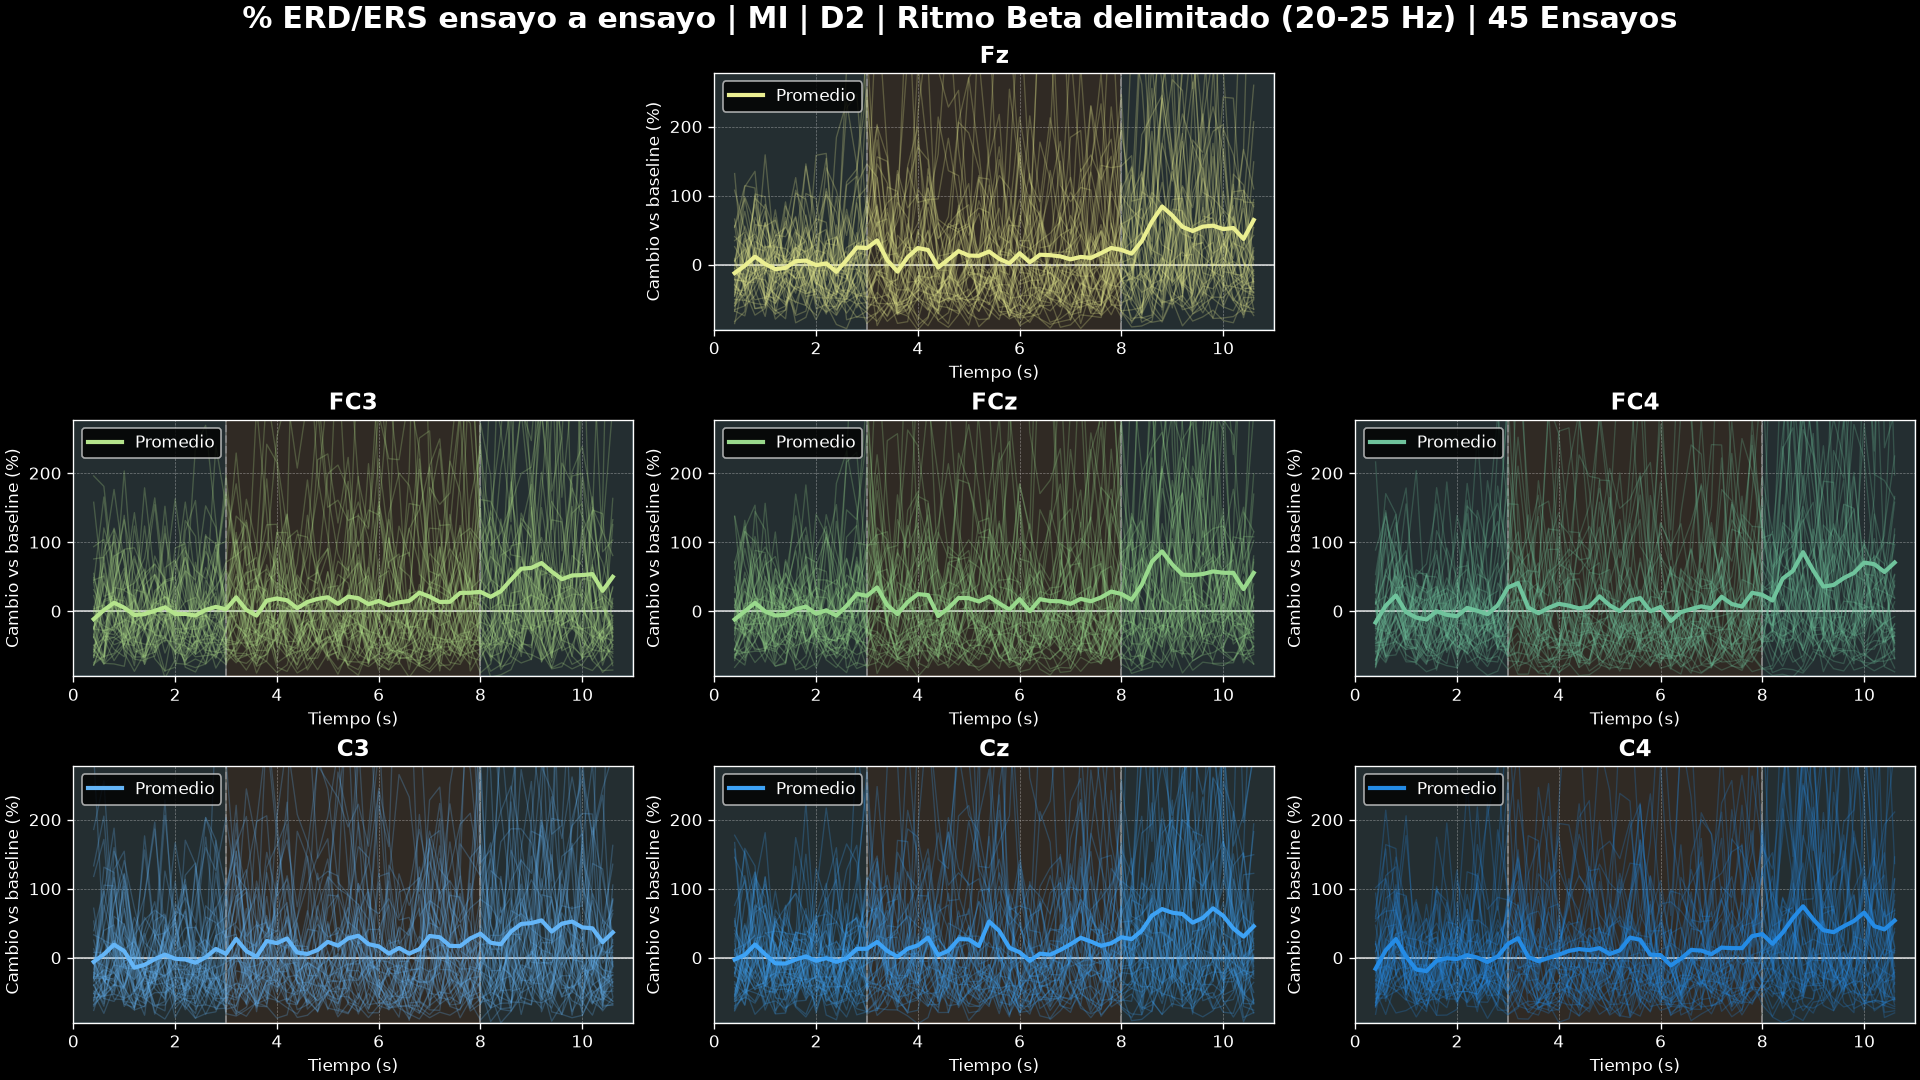 % ERD/ERS ensayo a ensayo | MI | D2 | Ritmo Beta delimitado (20-25 Hz) | 45 Ensayos
Fz
Promedio
Cambio vs baseline (%)
200
100
0
0 2 4 6 8 10
Tiempo (s)
FC3
Promedio
Cambio vs baseline (%)
200
100
0
0 2 4 6 8 10
Tiempo (s)
FCz
Promedio
Cambio vs baseline (%)
200
100
0
0 2 4 6 8 10
Tiempo (s)
FC4
Promedio
Cambio vs baseline (%)
200
100
0
0 2 4 6 8 10
Tiempo (s)
C3
Promedio
Cambio vs baseline (%)
200
100
0
0 2 4 6 8 10
Tiempo (s)
Cz
Promedio
Cambio vs baseline (%)
200
100
0
0 2 4 6 8 10
Tiempo (s)
C4
Promedio
Cambio vs baseline (%)
200
100
0
0 2 4 6 8 10
Tiempo (s)